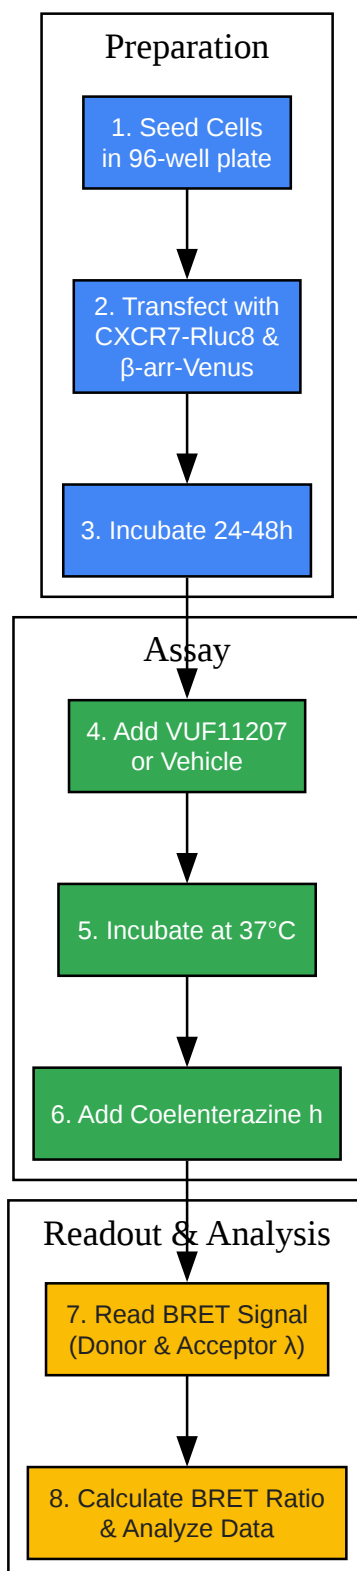 Preparation
1. Seed Cells
in 96-well plate
2. Transfect with
CXCR7-Rluc8 &
β-arr-Venus
3. Incubate 24-48h
Assay
4. Add VUF11207
or Vehicle
5. Incubate at 37°C
6. Add Coelenterazine h
Readout & Analysis
7. Read BRET Signal
(Donor & Acceptor λ)
8. Calculate BRET Ratio
& Analyze Data